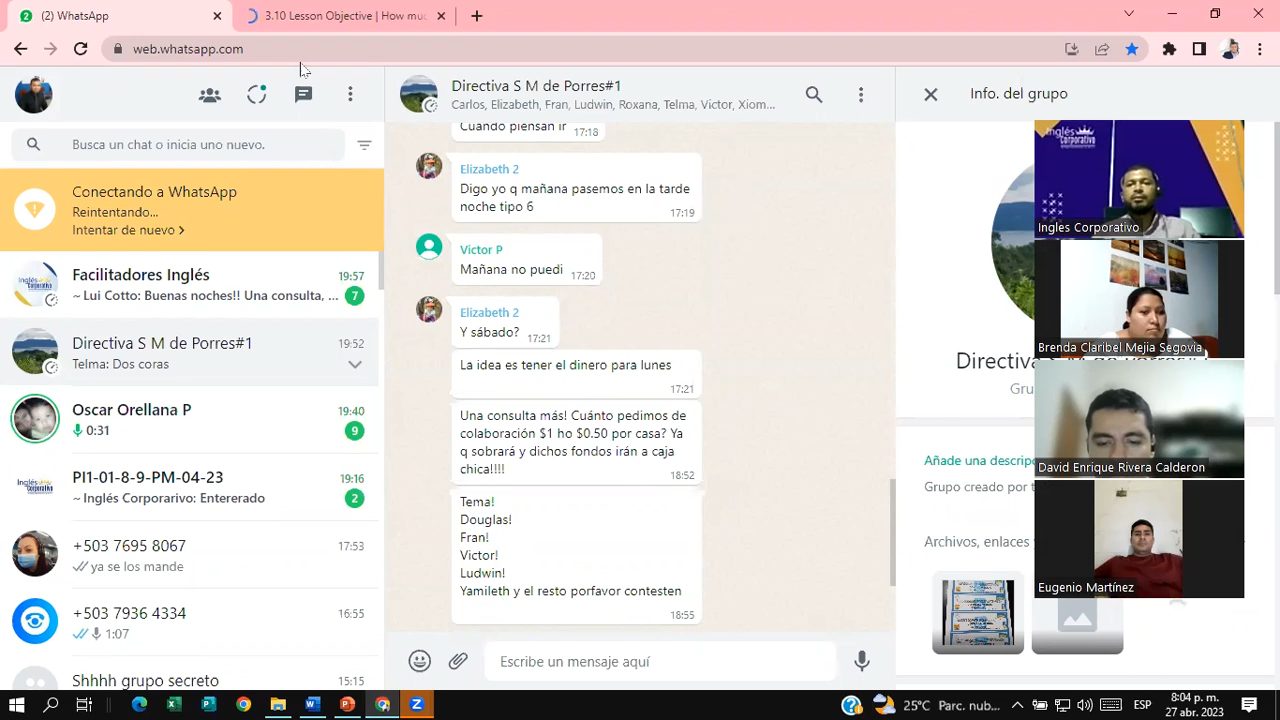 (2) WhatsApp
3.10 Lesson Objective | How muc
web.whatsapp.com
Directiva S M de Porres#1
Carlos, Elizabeth, Fran, Ludwin, Roxana, Telma, Víctor, Xiom...
Info. del grupo
Busca un chat o inicia uno nuevo.
Conectando a WhatsApp
Reintentando...
Intentar de nuevo
Facilitadores Inglés
19:57
~ Lui Cotto: Buenas noches!! Una consulta, ...
7
Directiva S M de Porres#1
19:52
Telma: Dos coras
Oscar Orellana P
19:40
0:31
9
PI1-01-8-9-PM-04-23
19:16
~ Inglés Corporarivo: Entererado
2
+503 7695 8067
17:53
ya se los mande
+503 7936 4334
16:55
1:07
Shhhh grupo secreto
15:15
Cuando piensan ir
17:18
Elizabeth 2
Digo yo q mañana pasemos en la tarde
noche tipo 6
17:19
Victor P
Mañana no puedi
17:20
Elizabeth 2
Y sábado?
17:21
La idea es tener el dinero para lunes
17:21
Una consulta más! Cuánto pedimos de
colaboración $1 ho $0.50 por casa? Ya
q sobrará y dichos fondos irán a caja
chica!!!!
18:52
Tema!
Douglas!
Fran!
Victor!
Ludwin!
Yamileth y el resto porfavor contesten
18:55
Escribe un mensaje aquí
Directiva S M de Porres#1
Gru
Añade una descrip
Grupo creado por t
Archivos, enlaces y
Inglés
Corporativo
Ingles Corporativo
Brenda Claribel Mejia Segovia
David Enrique Rivera Calderon
Eugenio Martínez
25°C Parc. nub...
ESP
8:04 p. m.
27 abr. 2023